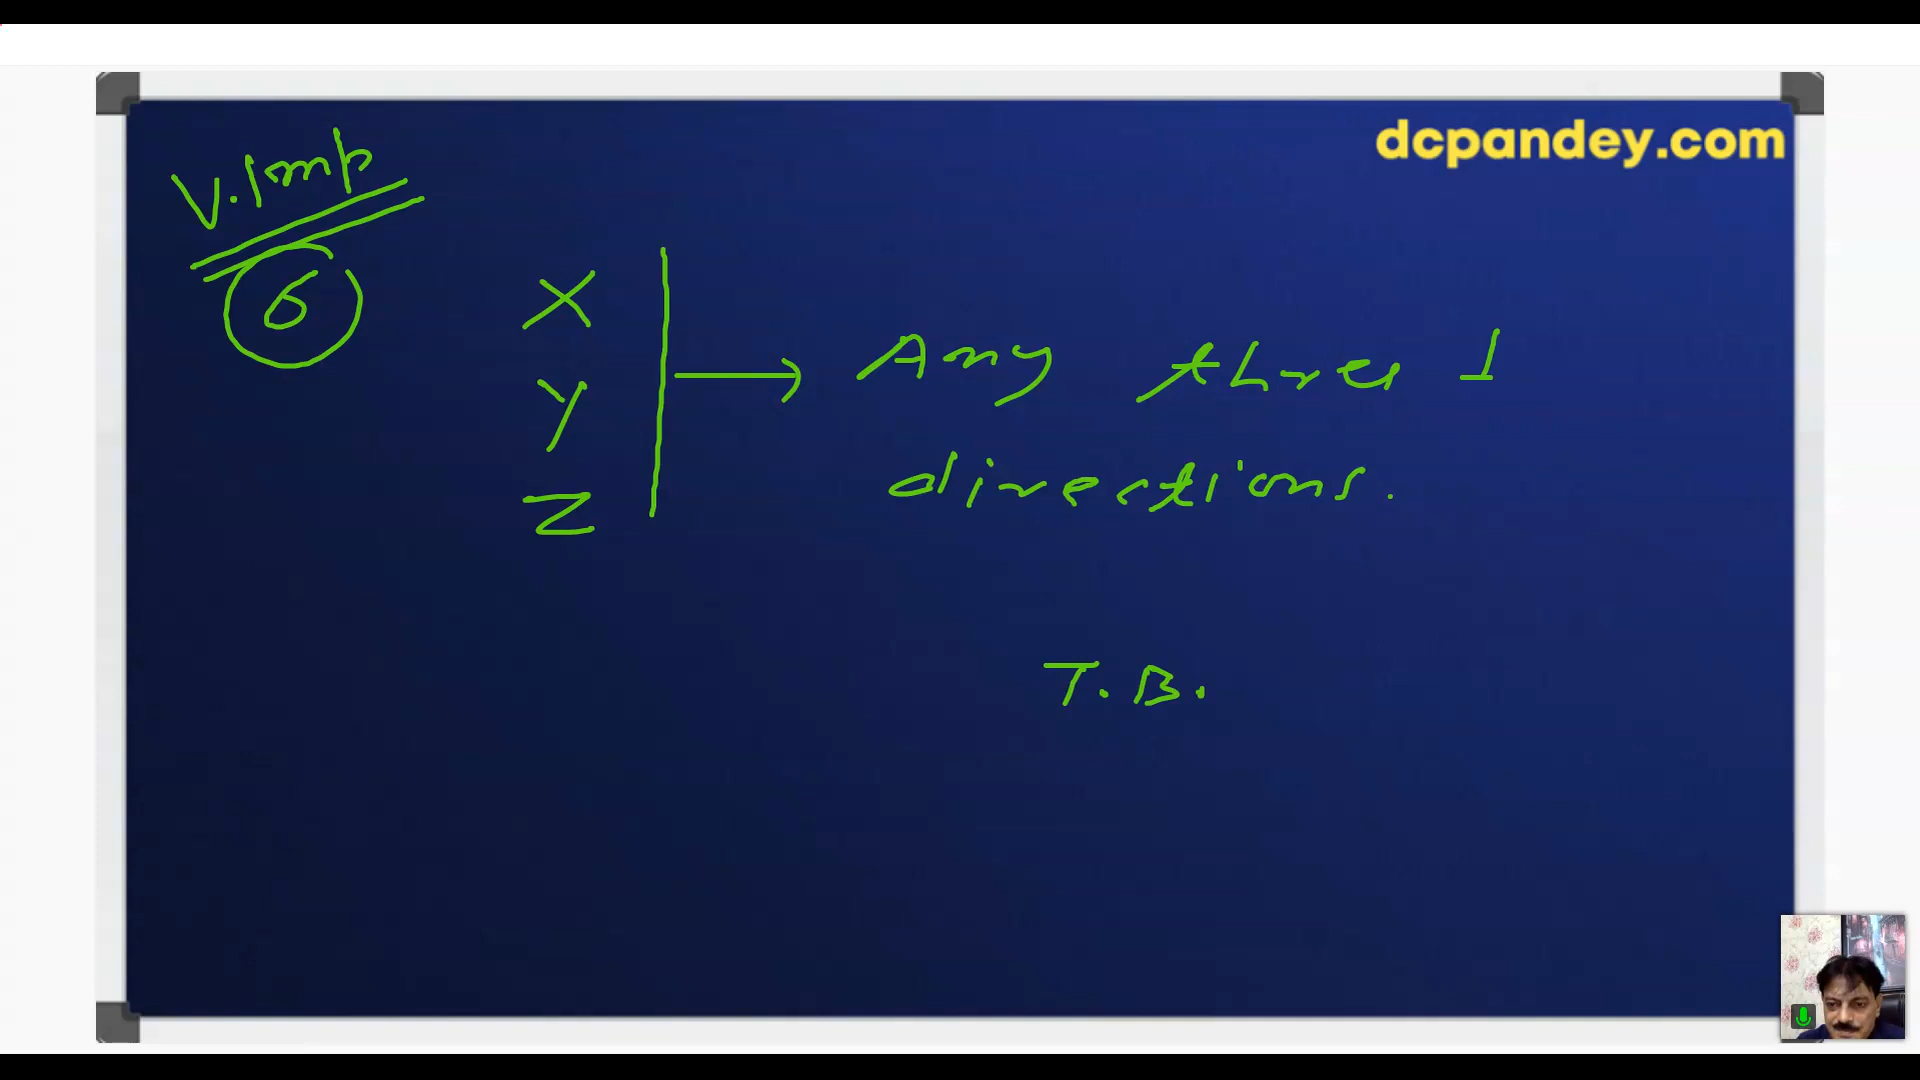 dcpandey.com
V.Imp
6
X
Y
Z
→ Any three ⊥
directions.
T.B.